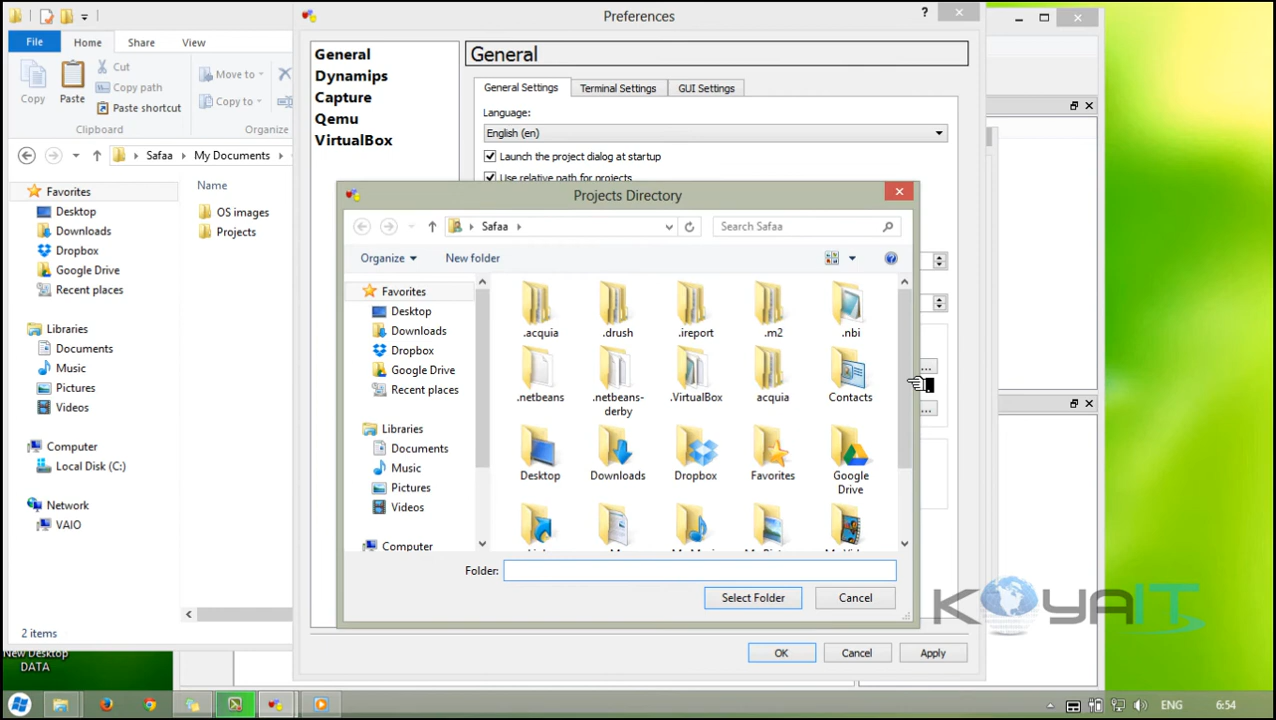 Preferences
?
File
Home
Share
View
Copy
Paste
Cut
Copy path
Paste shortcut
Move to
Copy to
Clipboard
Organize
Safaa
My Documents
Favorites
Desktop
Downloads
Dropbox
Google Drive
Recent places
Libraries
Documents
Music
Pictures
Videos
Computer
Local Disk (C:)
Network
VAIO
Name
OS images
Projects
2 items
New Desktop
DATA
General
Dynamips
Capture
Qemu
VirtualBox
General
General Settings
Terminal Settings
GUI Settings
Language:
English (en)
Launch the project dialog at startup
Use relative path for projects
Projects Directory
Safaa
Search Safaa
Organize
New folder
Favorites
Desktop
Downloads
Dropbox
Google Drive
Recent places
Libraries
Documents
Music
Pictures
Videos
Computer
.acquia
.drush
.ireport
.m2
.nbi
.netbeans
.netbeans-
derby
.VirtualBox
acquia
Contacts
Desktop
Downloads
Dropbox
Favorites
Google
Drive
Folder:
Select Folder
Cancel
...
...
OK
Cancel
Apply
KOYAIT
ENG
6:54